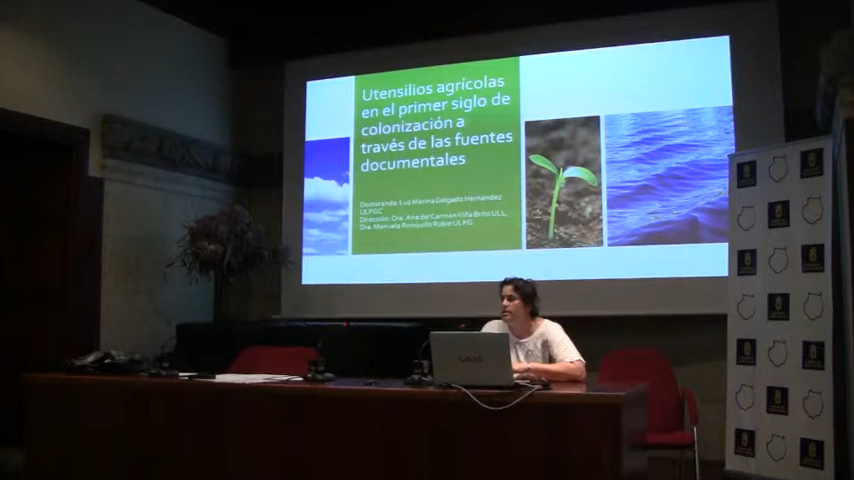 Utensilios agrícolas
en el primer siglo de
colonización a
través de las fuentes
documentales
Doctoranda: Luz Marina Delgado Hernández
ULPGC
Dirección: Dra. Ana del Carmen Viña Brito ULL,
Dra. Manuela Ronquillo Rubio ULPG
VAIO